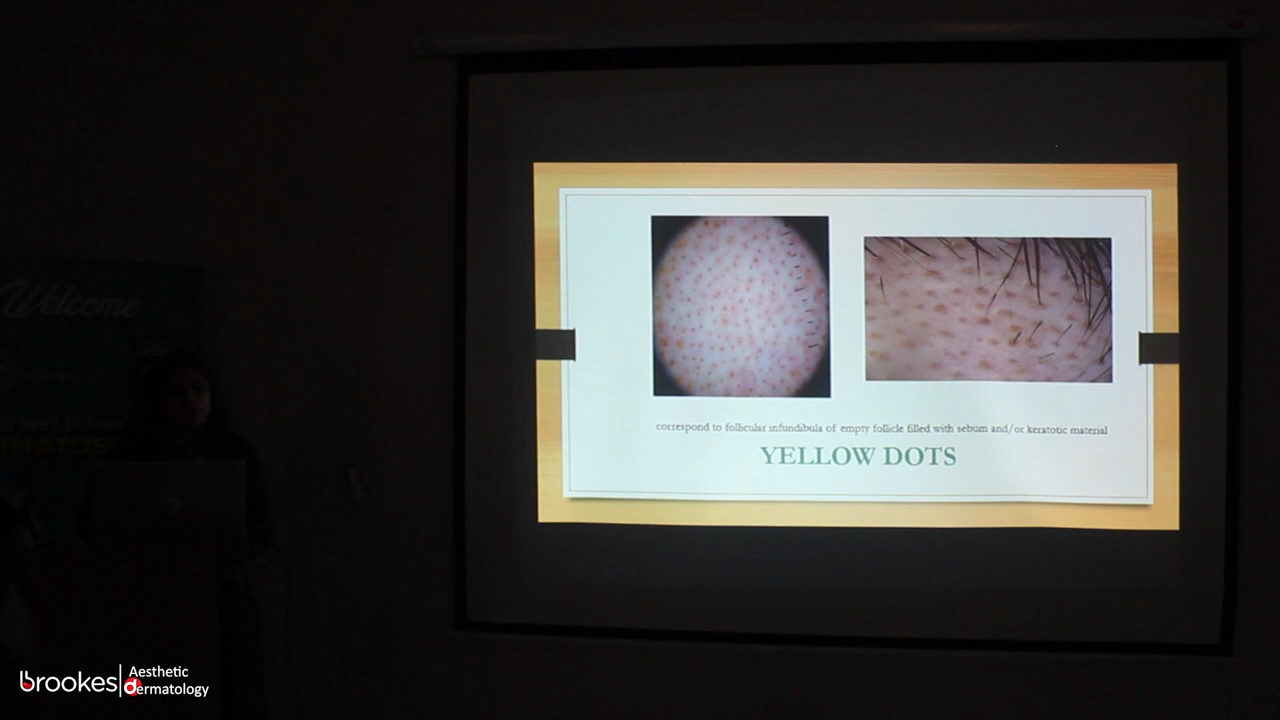 Welcome
correspond to follicular infundibula of empty follicle filled with sebum and/or keratotic material
YELLOW DOTS
brookes
Aesthetic
dermatology